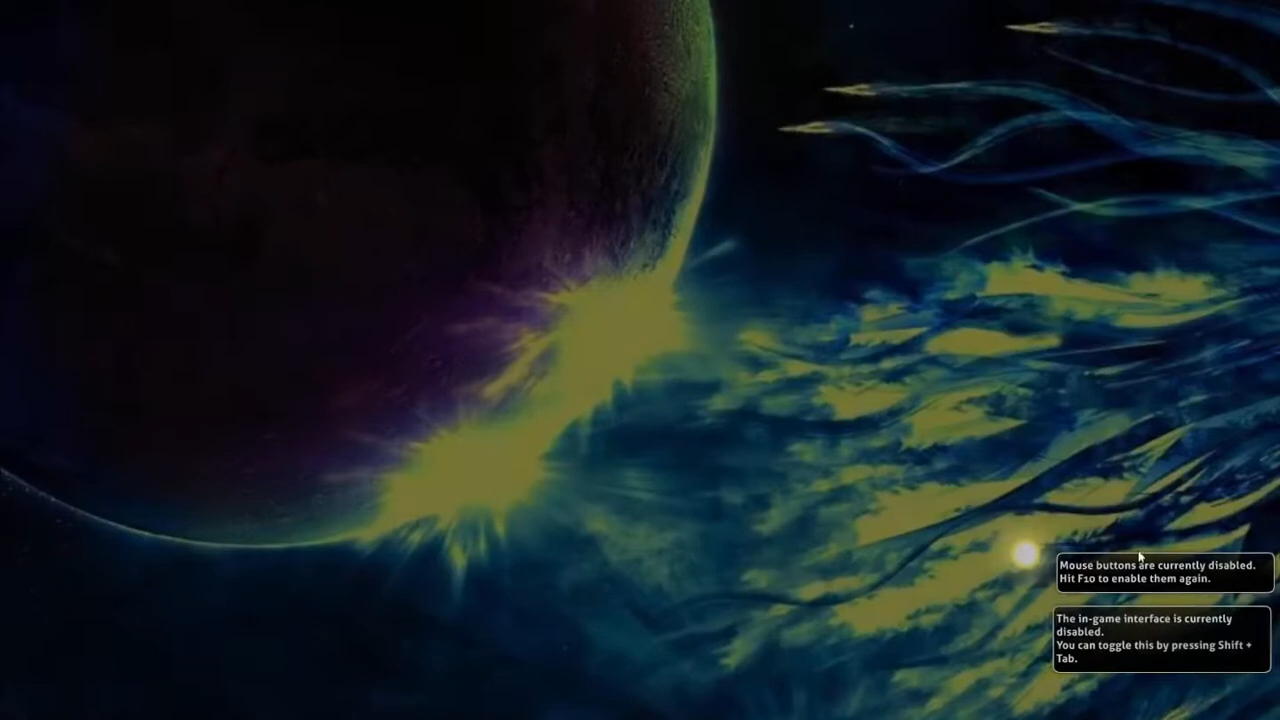 Mouse buttons are currently disabled.
Hit F10 to enable them again.
The in-game interface is currently
disabled.
You can toggle this by pressing Shift +
Tab.